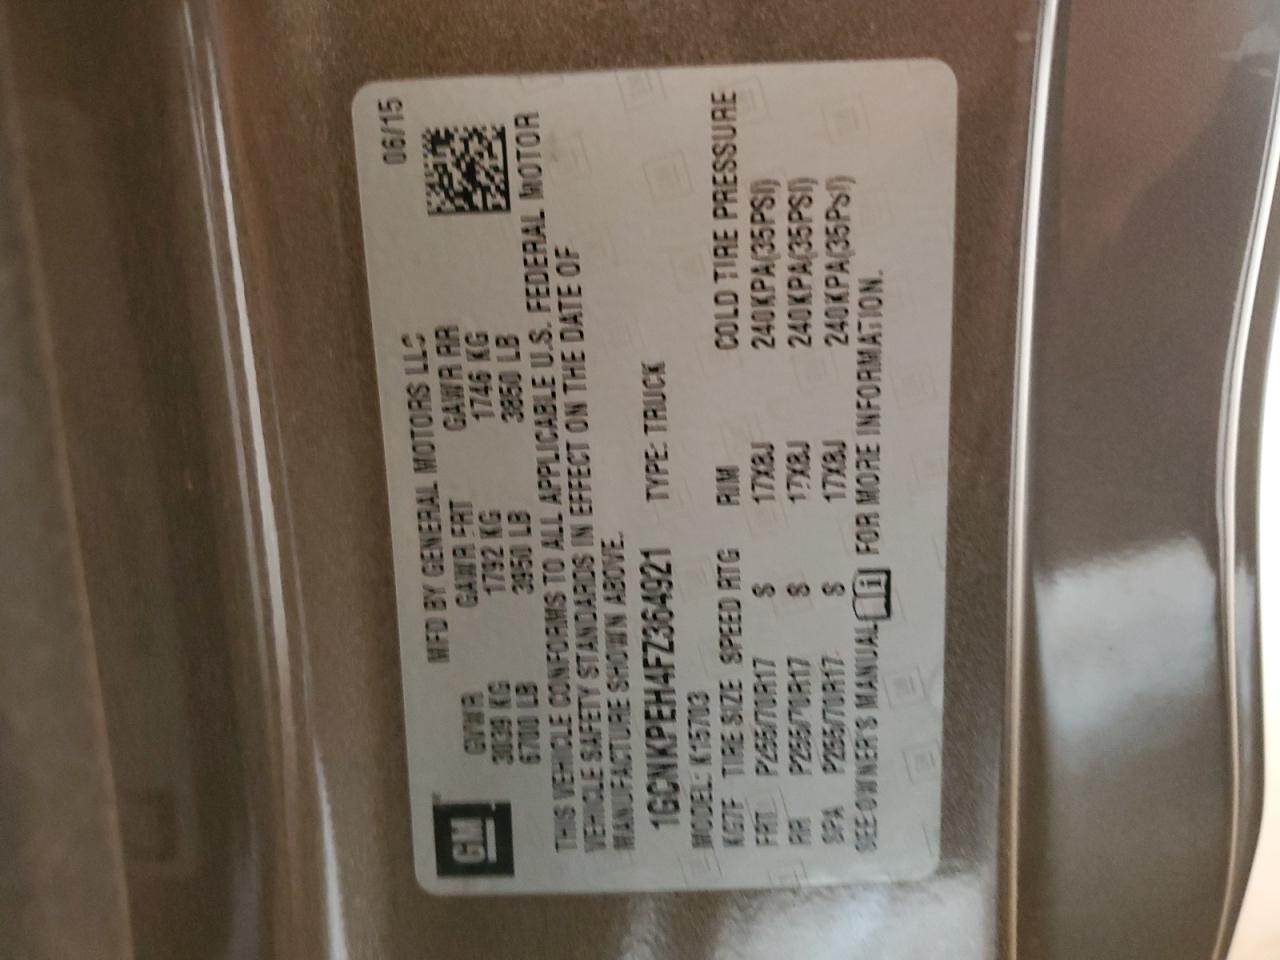 MFD BY GENERAL MOTORS LLC 06/15
GM
GVWR GAWR FRT GAWR RR
3039 KG 1792 KG 1746 KG
6700 LB 3950 LB 3850 LB
THIS VEHICLE CONFORMS TO ALL APPLICABLE U.S. FEDERAL MOTOR
VEHICLE SAFETY STANDARDS IN EFFECT ON THE DATE OF
MANUFACTURE SHOWN ABOVE.
1GCNKPEH4FZ364921 TYPE: TRUCK
MODEL: K15703
KG7F TIRE SIZE SPEED RTG RIM COLD TIRE PRESSURE
FRT P255/70R17 S 17X8J 240KPA(35PSI)
RR P255/70R17 S 17X8J 240KPA(35PSI)
SPA P255/70R17 S 17X8J 240KPA(35PSI)
SEE OWNER'S MANUAL FOR MORE INFORMATION.